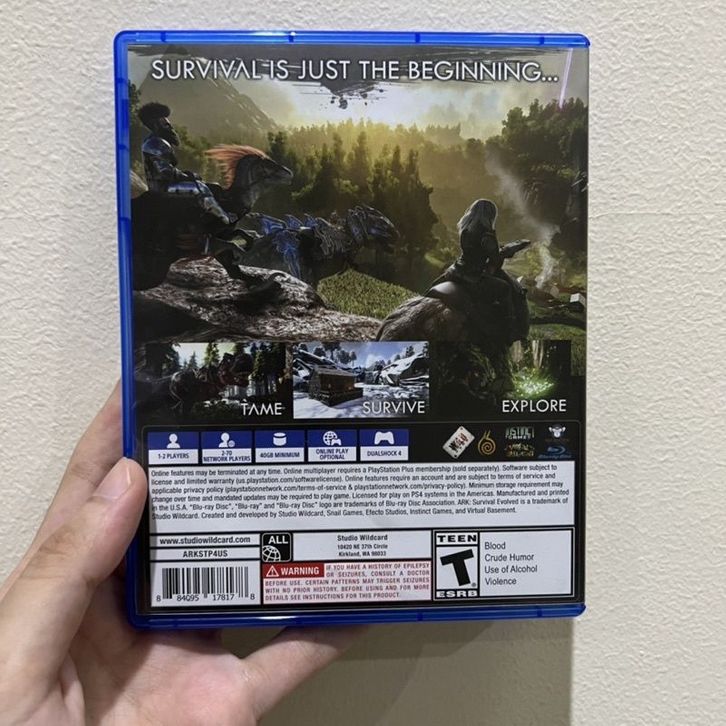 SURVIVAL IS JUST THE BEGINNING...
TAME
SURVIVE
EXPLORE
1-2 PLAYERS
2-70
NETWORK PLAYERS
40GB MINIMUM
ONLINE PLAY
OPTIONAL
DUALSHOCK 4
Blu-ray Disc
Online features may be terminated at any time. Online multiplayer requires a PlayStation Plus membership (sold separately). Software subject to
license and limited warranty (us.playstation.com/softwarelicense). Online features require an account and are subject to terms of service and
applicable privacy policy (playstationnetwork.com/terms-of-service & playstationnetwork.com/privacy-policy). Minimum storage requirement may
change over time and mandated updates may be required to play game. Licensed for play on PS4 systems in the Americas. Manufactured and printed
in the U.S.A. "Blu-ray Disc", "Blu-ray" and "Blu-ray Disc" logo are trademarks of Blu-ray Disc Association. ARK: Survival Evolved is a trademark of
Studio Wildcard. Created and developed by Studio Wildcard, Snail Games, Efecto Studios, Instinct Games, and Virtual Basement.
www.studiowildcard.com
ARKSTP4US
8 84095 17817 8
ALL
Studio Wildcard
10420 NE 37th Circle
Kirkland, WA 98033
WARNING IF YOU HAVE A HISTORY OF EPILEPSY
OR SEIZURES, CONSULT A DOCTOR
BEFORE USE. CERTAIN PATTERNS MAY TRIGGER SEIZURES
WITH NO PRIOR HISTORY. BEFORE USING AND FOR MORE
DETAILS SEE INSTRUCTIONS FOR THIS PRODUCT.
TEEN
T
ESRB
Blood
Crude Humor
Use of Alcohol
Violence